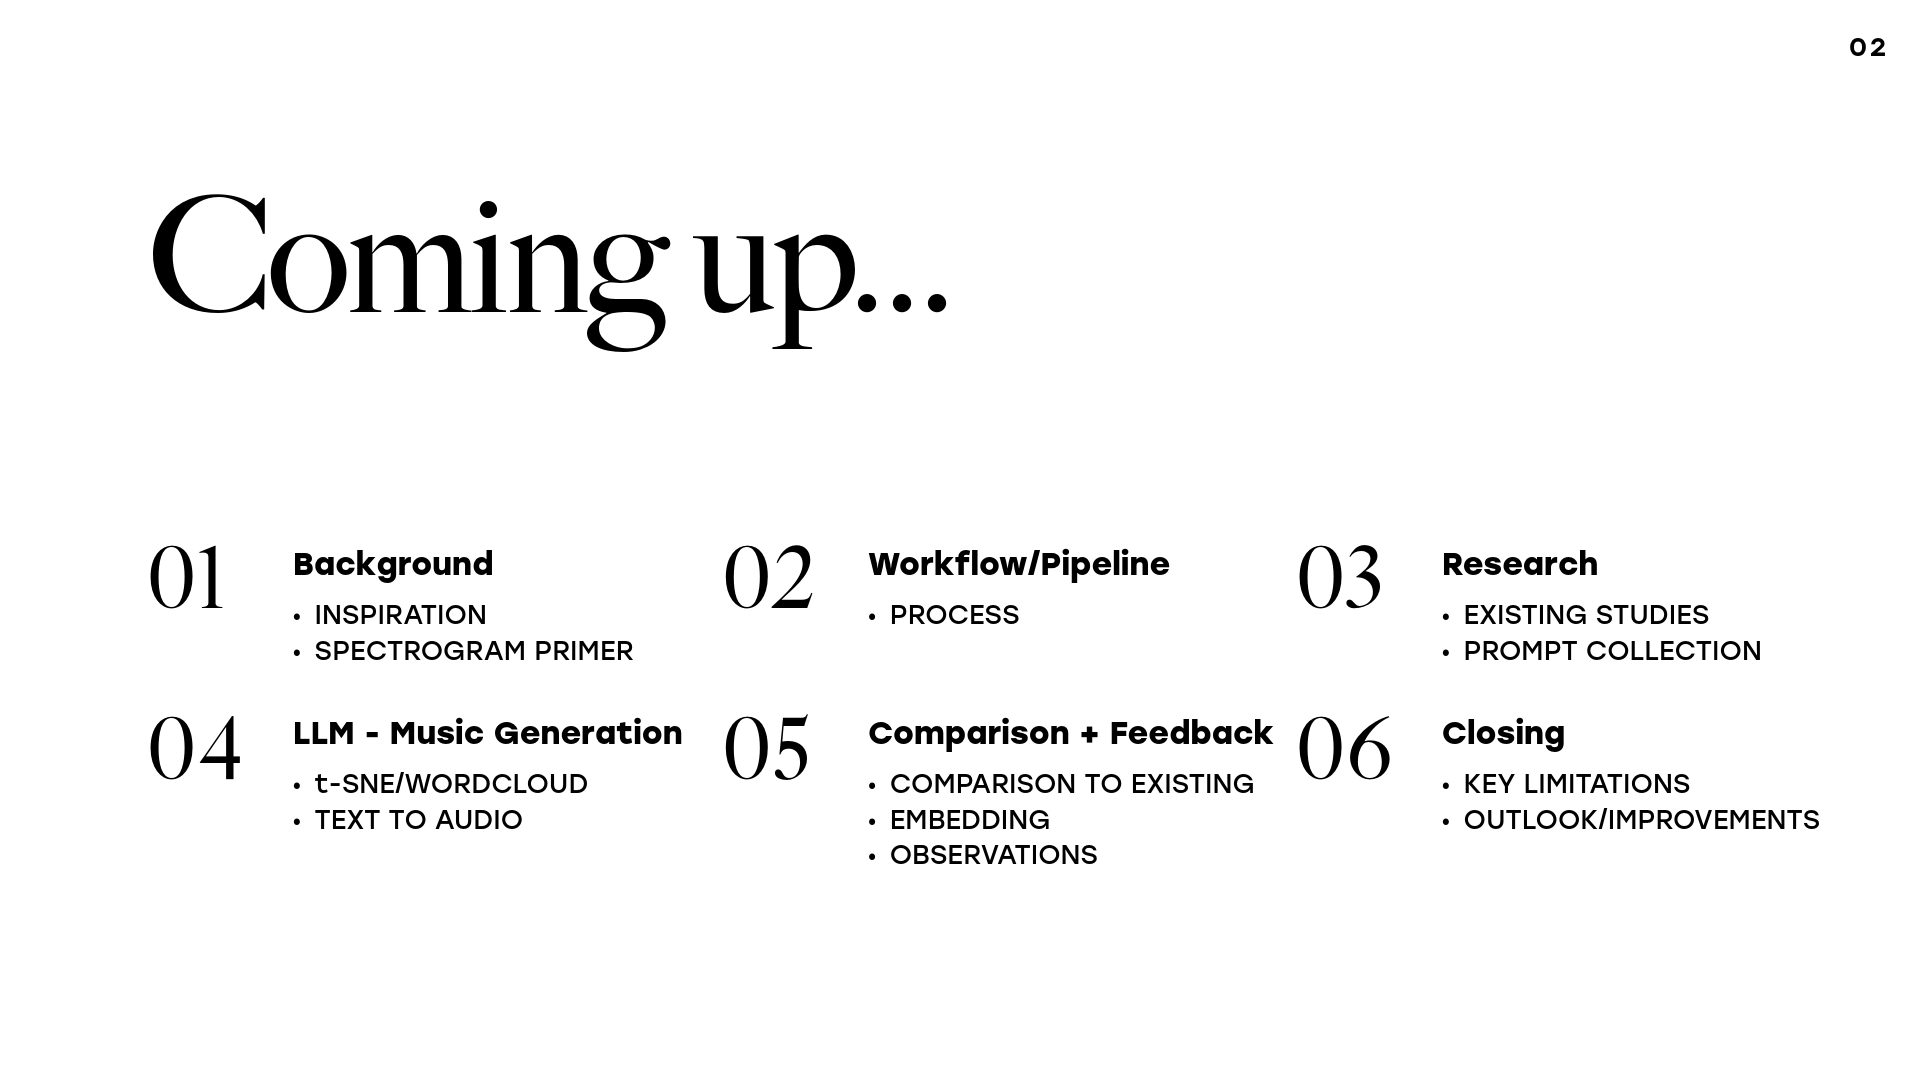 02
Coming up...
01
Background
• INSPIRATION
• SPECTROGRAM PRIMER
02
Workflow/Pipeline
• PROCESS
03
Research
• EXISTING STUDIES
• PROMPT COLLECTION
04
LLM - Music Generation
• t-SNE/WORDCLOUD
• TEXT TO AUDIO
05
Comparison + Feedback
• COMPARISON TO EXISTING
• EMBEDDING
• OBSERVATIONS
06
Closing
• KEY LIMITATIONS
• OUTLOOK/IMPROVEMENTS